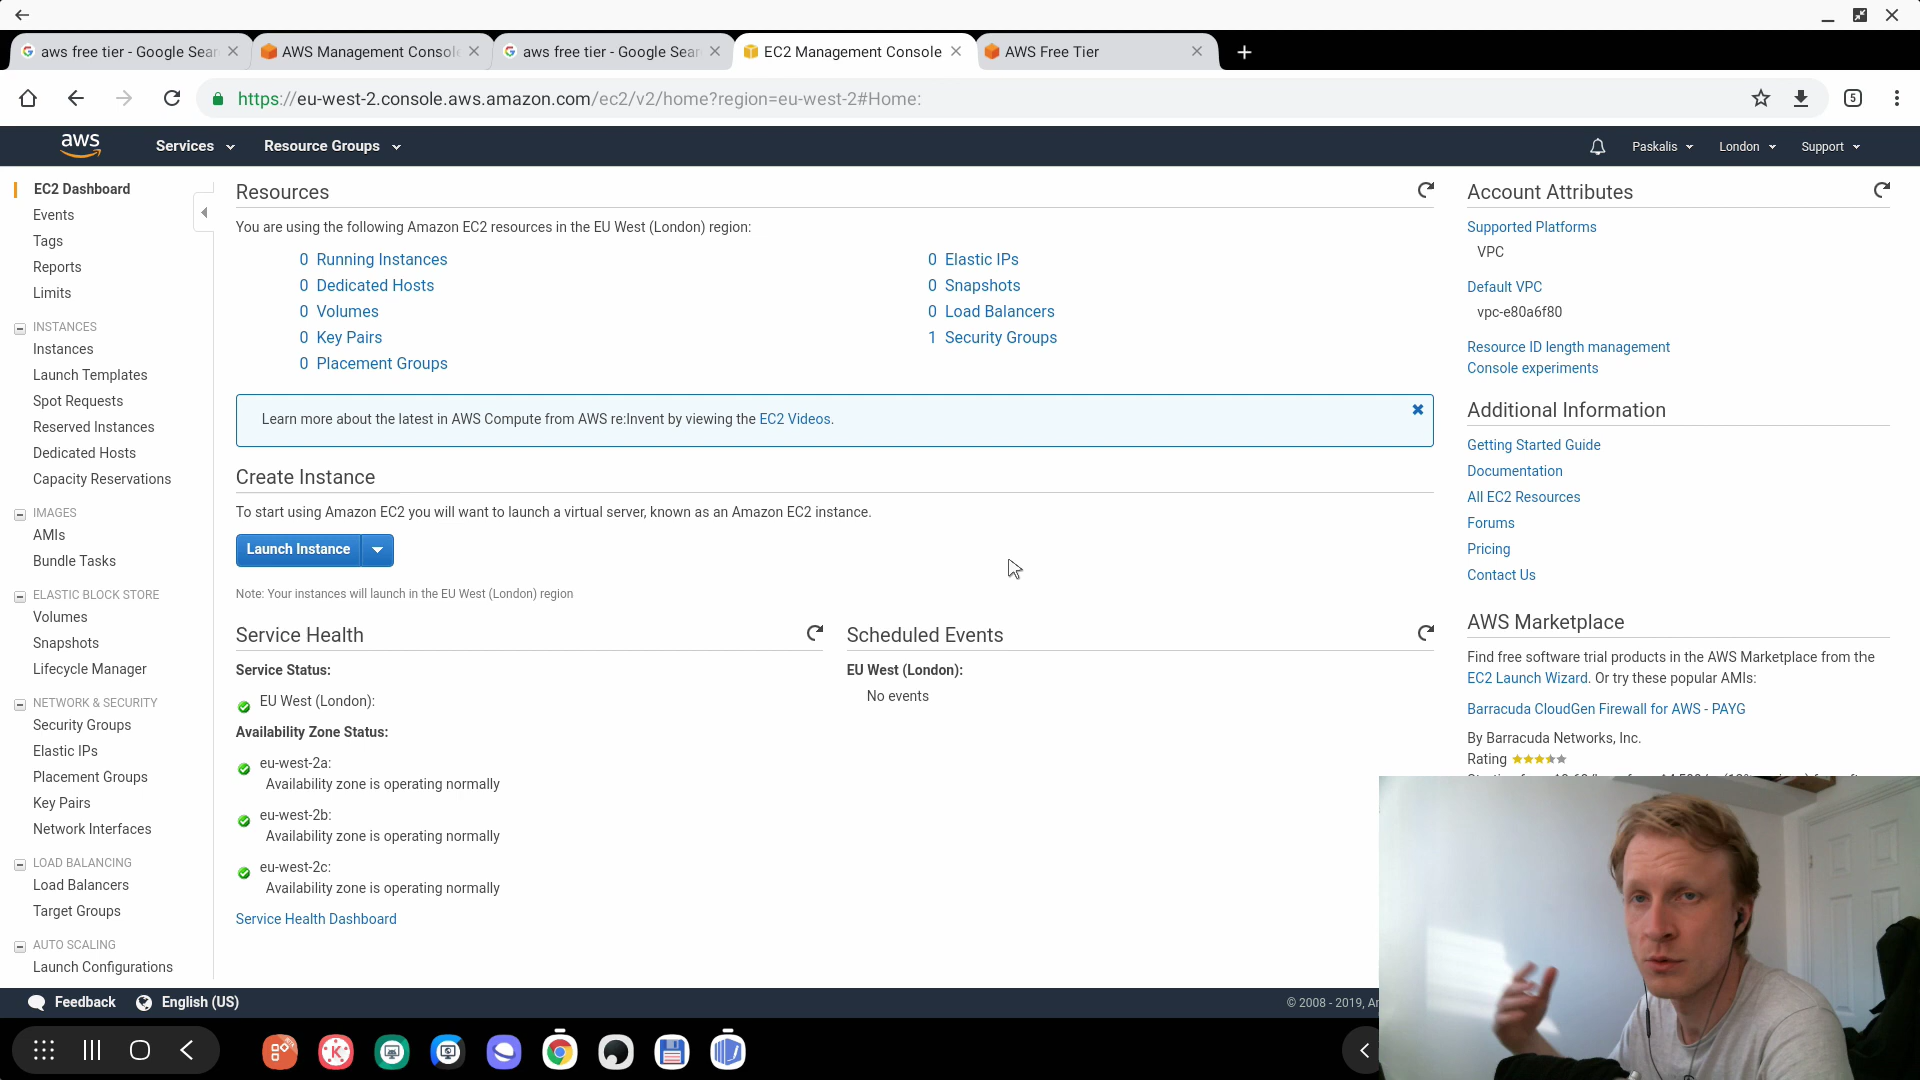 aws free tier - Google Sear
AWS Management Console
aws free tier - Google Sear
EC2 Management Console
AWS Free Tier
https://eu-west-2.console.aws.amazon.com/ec2/v2/home?region=eu-west-2#Home:
5
aws
Services
Resource Groups
Paskalis
London
Support
EC2 Dashboard
Events
Tags
Reports
Limits
INSTANCES
Instances
Launch Templates
Spot Requests
Reserved Instances
Dedicated Hosts
Capacity Reservations
IMAGES
AMIs
Bundle Tasks
ELASTIC BLOCK STORE
Volumes
Snapshots
Lifecycle Manager
NETWORK & SECURITY
Security Groups
Elastic IPs
Placement Groups
Key Pairs
Network Interfaces
LOAD BALANCING
Load Balancers
Target Groups
AUTO SCALING
Launch Configurations
Resources
You are using the following Amazon EC2 resources in the EU West (London) region:
0 Running Instances
0 Dedicated Hosts
0 Volumes
0 Key Pairs
0 Placement Groups
0 Elastic IPs
0 Snapshots
0 Load Balancers
1 Security Groups
Learn more about the latest in AWS Compute from AWS re:Invent by viewing the EC2 Videos.
Create Instance
To start using Amazon EC2 you will want to launch a virtual server, known as an Amazon EC2 instance.
Launch Instance
Note: Your instances will launch in the EU West (London) region
Service Health
Service Status:
EU West (London):
Availability Zone Status:
eu-west-2a:
Availability zone is operating normally
eu-west-2b:
Availability zone is operating normally
eu-west-2c:
Availability zone is operating normally
Service Health Dashboard
Scheduled Events
EU West (London):
No events
Account Attributes
Supported Platforms
VPC
Default VPC
vpc-e80a6f80
Resource ID length management
Console experiments
Additional Information
Getting Started Guide
Documentation
All EC2 Resources
Forums
Pricing
Contact Us
AWS Marketplace
Find free software trial products in the AWS Marketplace from the
EC2 Launch Wizard. Or try these popular AMIs:
Barracuda CloudGen Firewall for AWS - PAYG
By Barracuda Networks, Inc.
Rating
Feedback
English (US)
© 2008 - 2019,